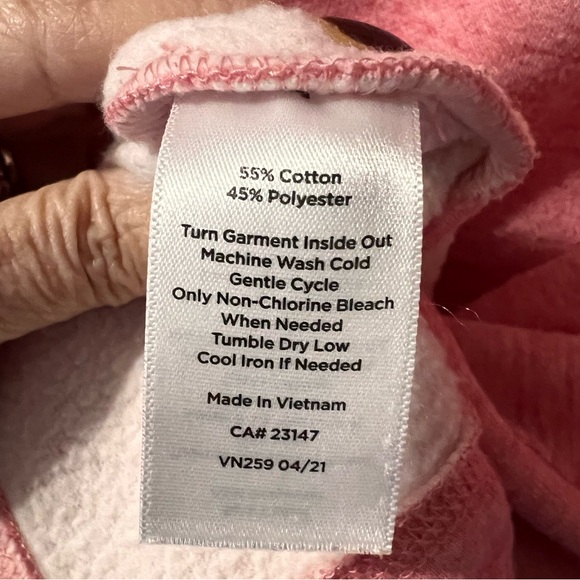 55% Cotton
45% Polyester
Turn Garment Inside Out
Machine Wash Cold
Gentle Cycle
Only Non-Chlorine Bleach
When Needed
Tumble Dry Low
Cool Iron If Needed
Made In Vietnam
CA# 23147
VN259 04/21